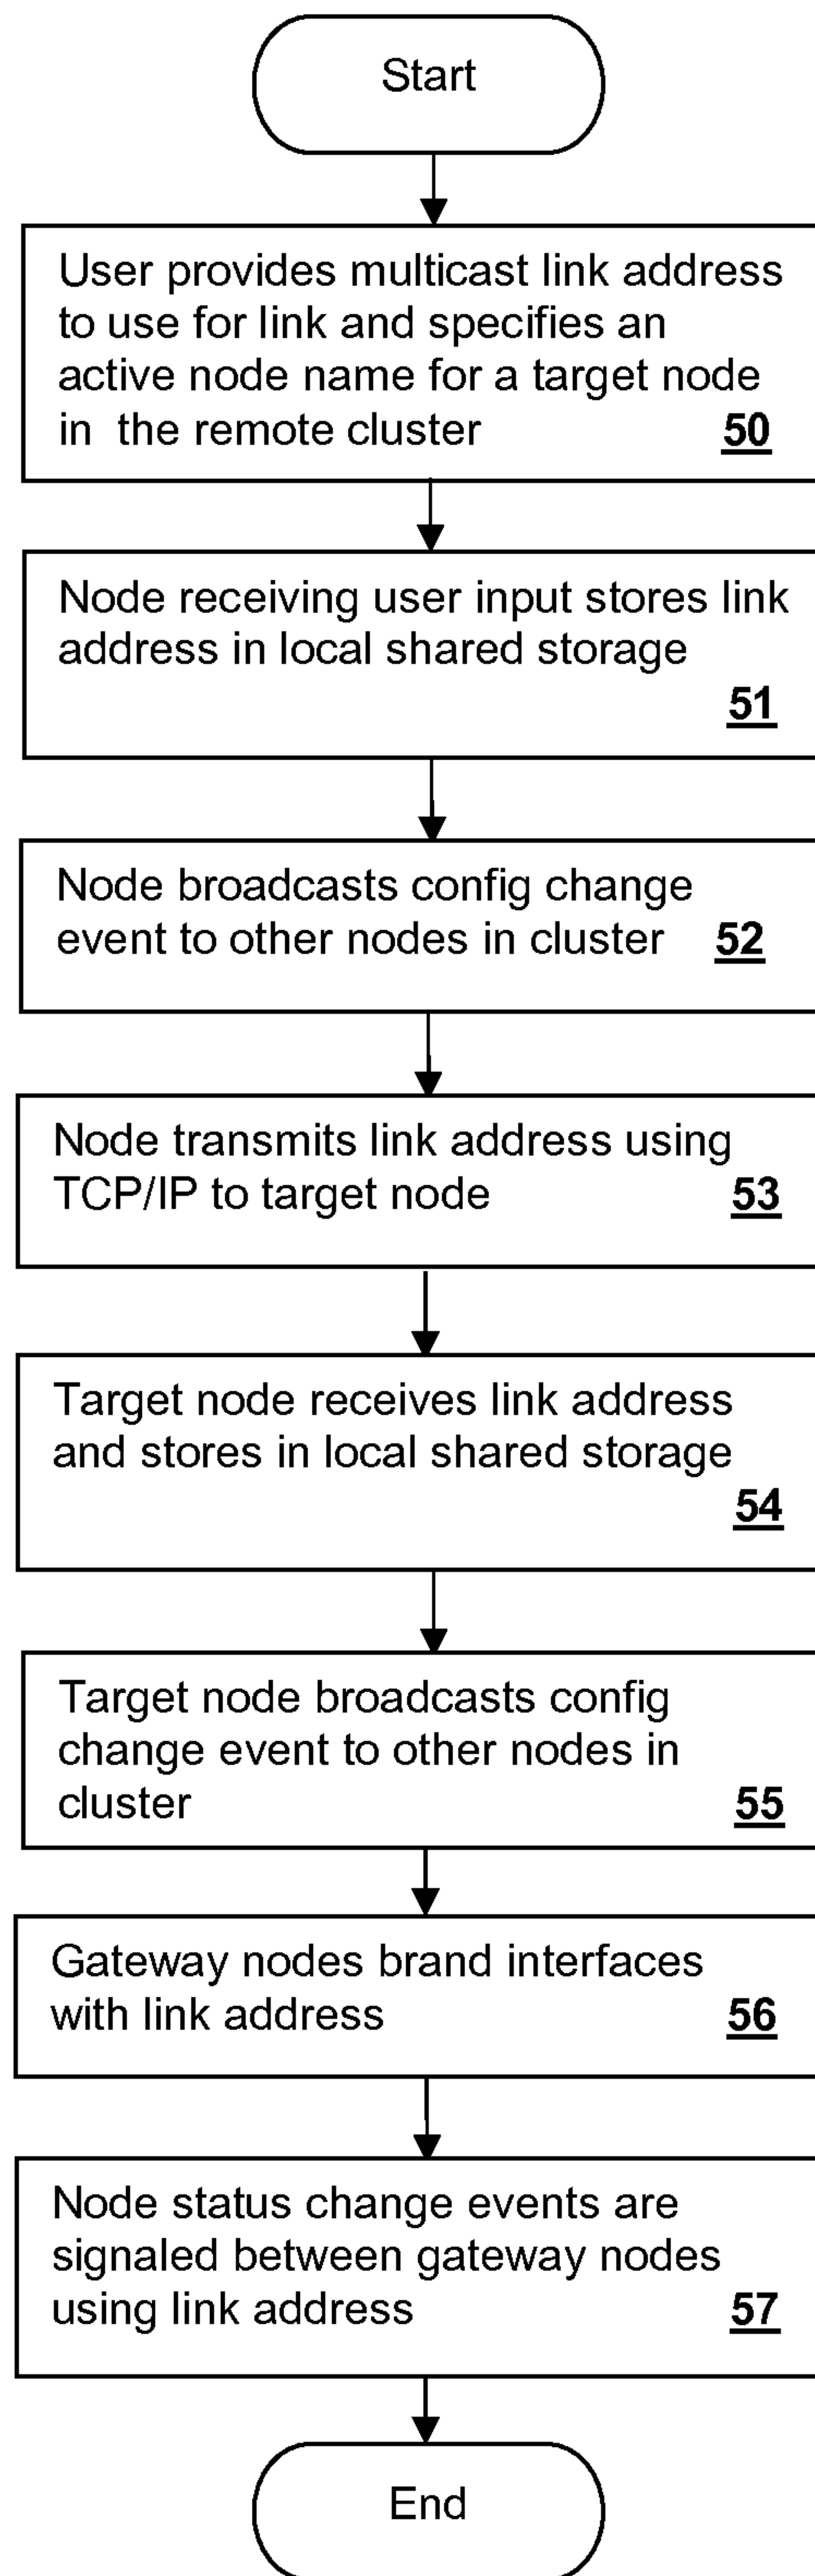 Start
User provides multicast link address
to use for link and specifies an
active node name for a target node
in the remote cluster 50
Node receiving user input stores link
address in local shared storage
51
Node broadcasts config change
event to other nodes in cluster 52
Node transmits link address using
TCP/IP to target node 53
Target node receives link address
and stores in local shared storage
54
Target node broadcasts config
change event to other nodes in
cluster 55
Gateway nodes brand interfaces
with link address 56
Node status change events are
signaled between gateway nodes
using link address 57
End